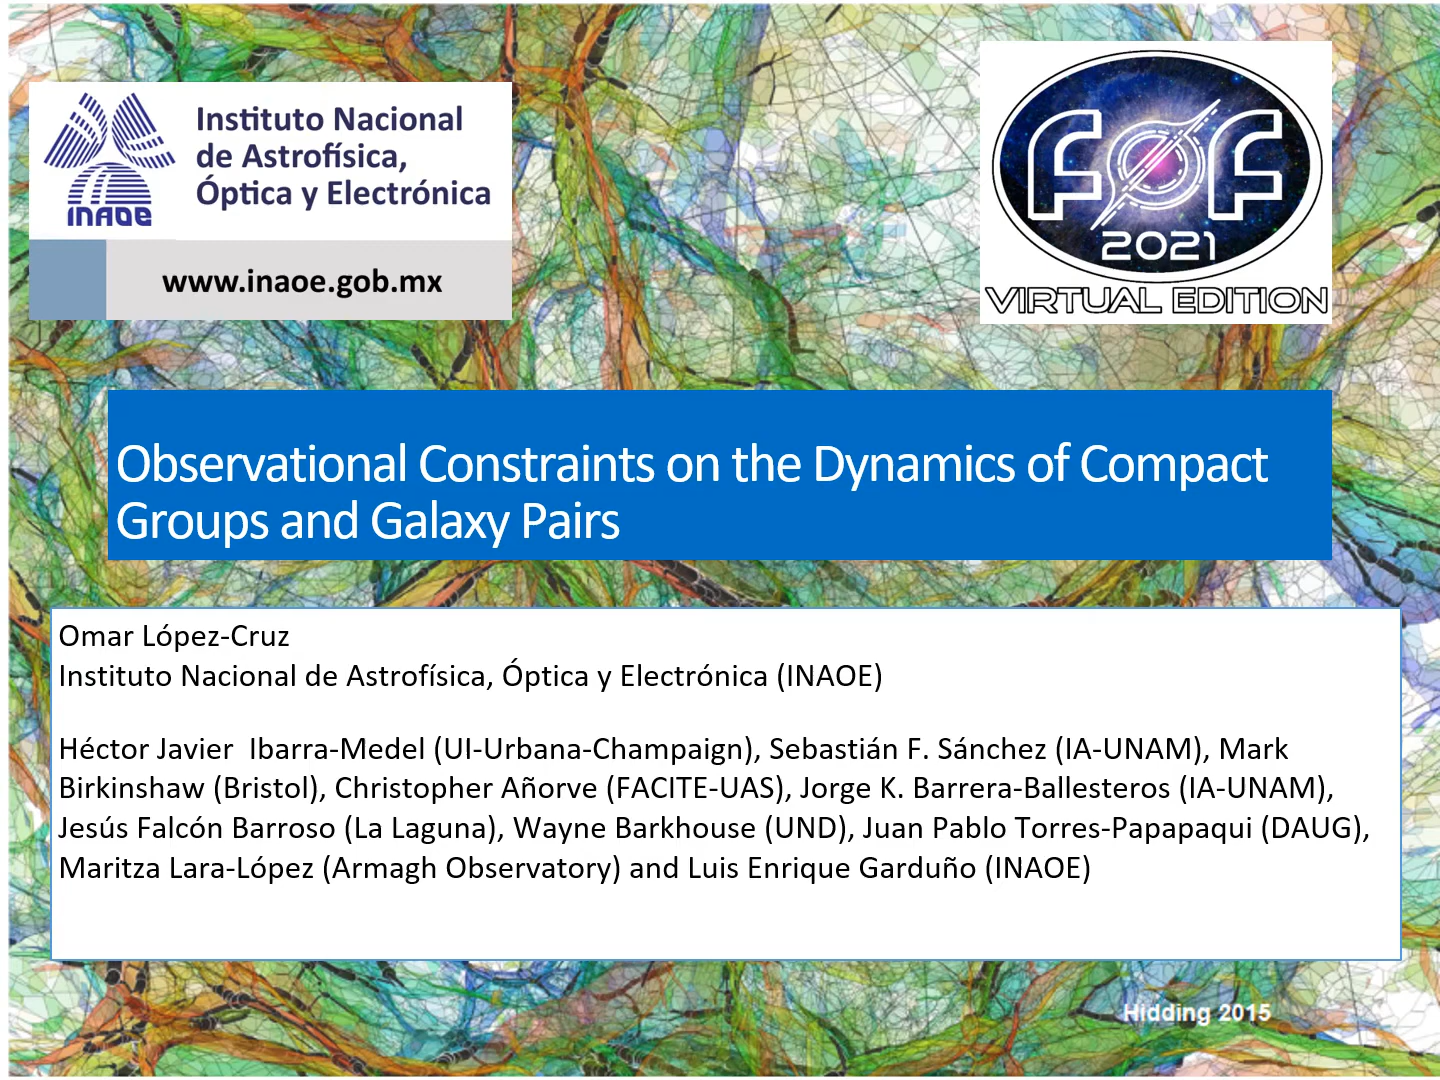 Instituto Nacional
de Astrofísica,
Óptica y Electrónica
INAOE
www.inaoe.gob.mx
FOF
2021
VIRTUAL EDITION
Observational Constraints on the Dynamics of Compact
Groups and Galaxy Pairs
Omar López-Cruz
Instituto Nacional de Astrofísica, Óptica y Electrónica (INAOE)
Héctor Javier  Ibarra-Medel (UI-Urbana-Champaign), Sebastián F. Sánchez (IA-UNAM), Mark
Birkinshaw (Bristol), Christopher Añorve (FACITE-UAS), Jorge K. Barrera-Ballesteros (IA-UNAM),
Jesús Falcón Barroso (La Laguna), Wayne Barkhouse (UND), Juan Pablo Torres-Papapaqui (DAUG),
Maritza Lara-López (Armagh Observatory) and Luis Enrique Garduño (INAOE)
Hidding 2015